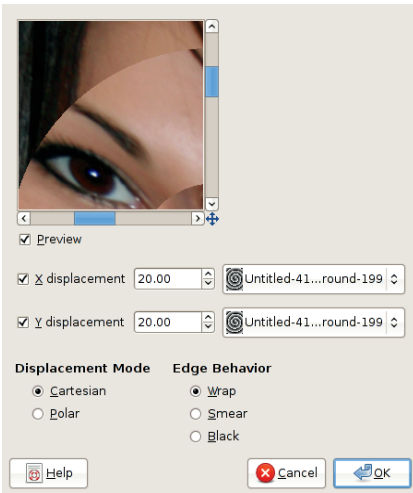 Preview
X displacement 20.00 Untitled-41...round-199
Y displacement 20.00 Untitled-41...round-199
Displacement Mode Edge Behavior
Cartesian Wrap
Polar Smear
Black
Help Cancel OK